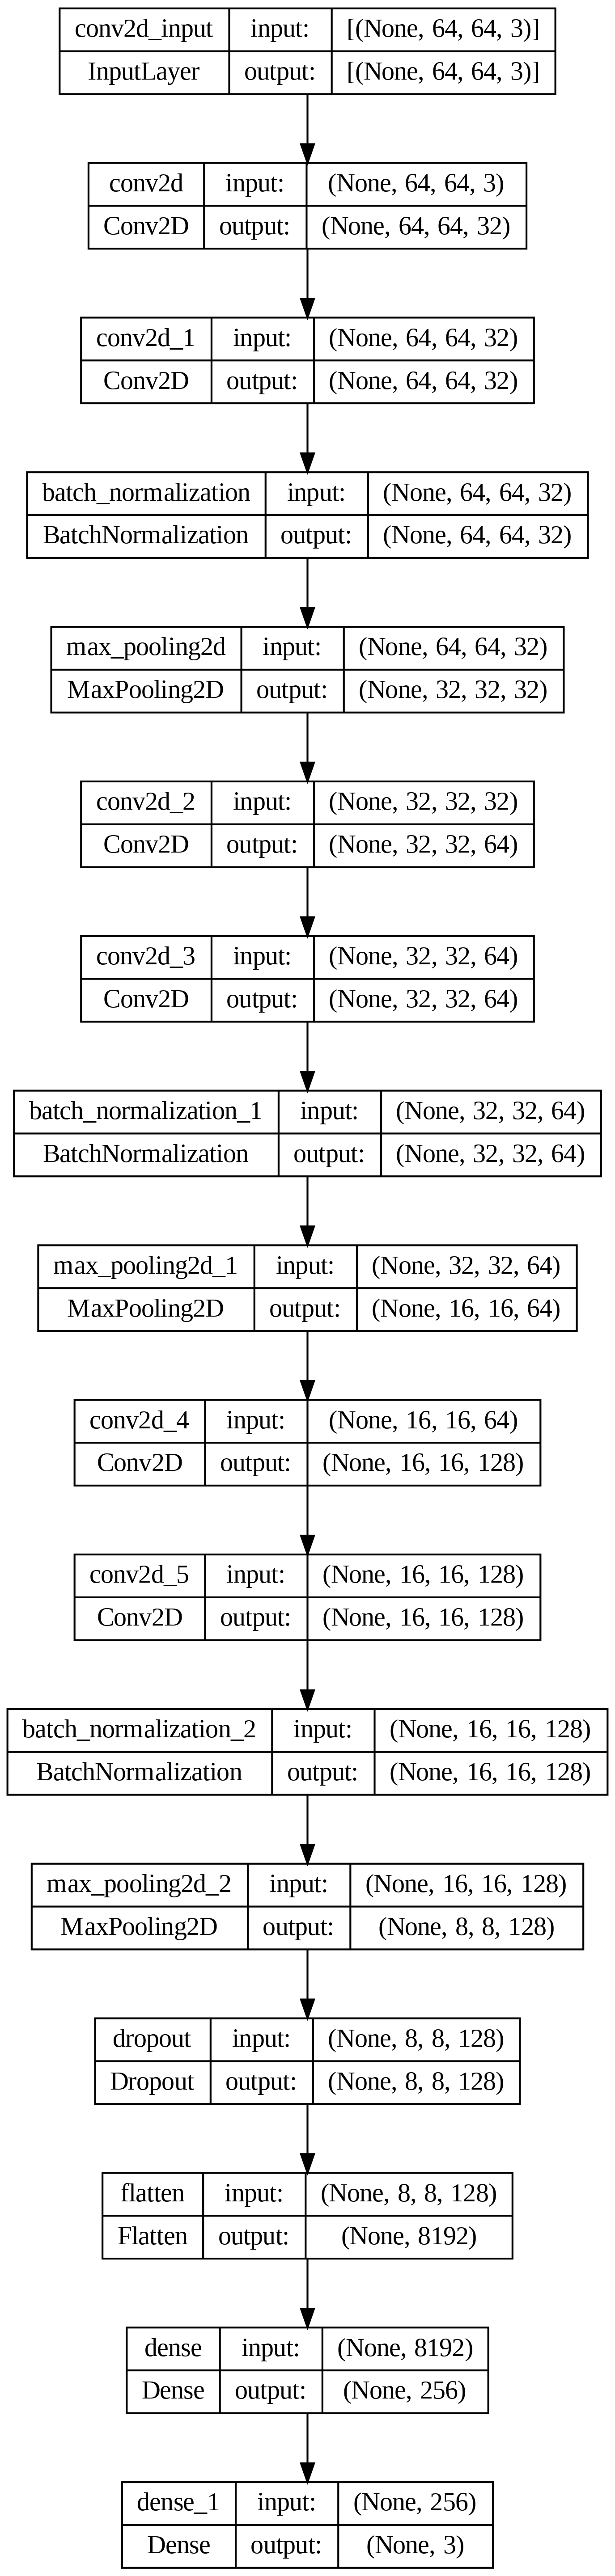 conv2d_input input: [(None, 64, 64, 3)]
InputLayer output: [(None, 64, 64, 3)]
conv2d input: (None, 64, 64, 3)
Conv2D output: (None, 64, 64, 32)
conv2d_1 input: (None, 64, 64, 32)
Conv2D output: (None, 64, 64, 32)
batch_normalization input: (None, 64, 64, 32)
BatchNormalization output: (None, 64, 64, 32)
max_pooling2d input: (None, 64, 64, 32)
MaxPooling2D output: (None, 32, 32, 32)
conv2d_2 input: (None, 32, 32, 32)
Conv2D output: (None, 32, 32, 64)
conv2d_3 input: (None, 32, 32, 64)
Conv2D output: (None, 32, 32, 64)
batch_normalization_1 input: (None, 32, 32, 64)
BatchNormalization output: (None, 32, 32, 64)
max_pooling2d_1 input: (None, 32, 32, 64)
MaxPooling2D output: (None, 16, 16, 64)
conv2d_4 input: (None, 16, 16, 64)
Conv2D output: (None, 16, 16, 128)
conv2d_5 input: (None, 16, 16, 128)
Conv2D output: (None, 16, 16, 128)
batch_normalization_2 input: (None, 16, 16, 128)
BatchNormalization output: (None, 16, 16, 128)
max_pooling2d_2 input: (None, 16, 16, 128)
MaxPooling2D output: (None, 8, 8, 128)
dropout input: (None, 8, 8, 128)
Dropout output: (None, 8, 8, 128)
flatten input: (None, 8, 8, 128)
Flatten output: (None, 8192)
dense input: (None, 8192)
Dense output: (None, 256)
dense_1 input: (None, 256)
Dense output: (None, 3)